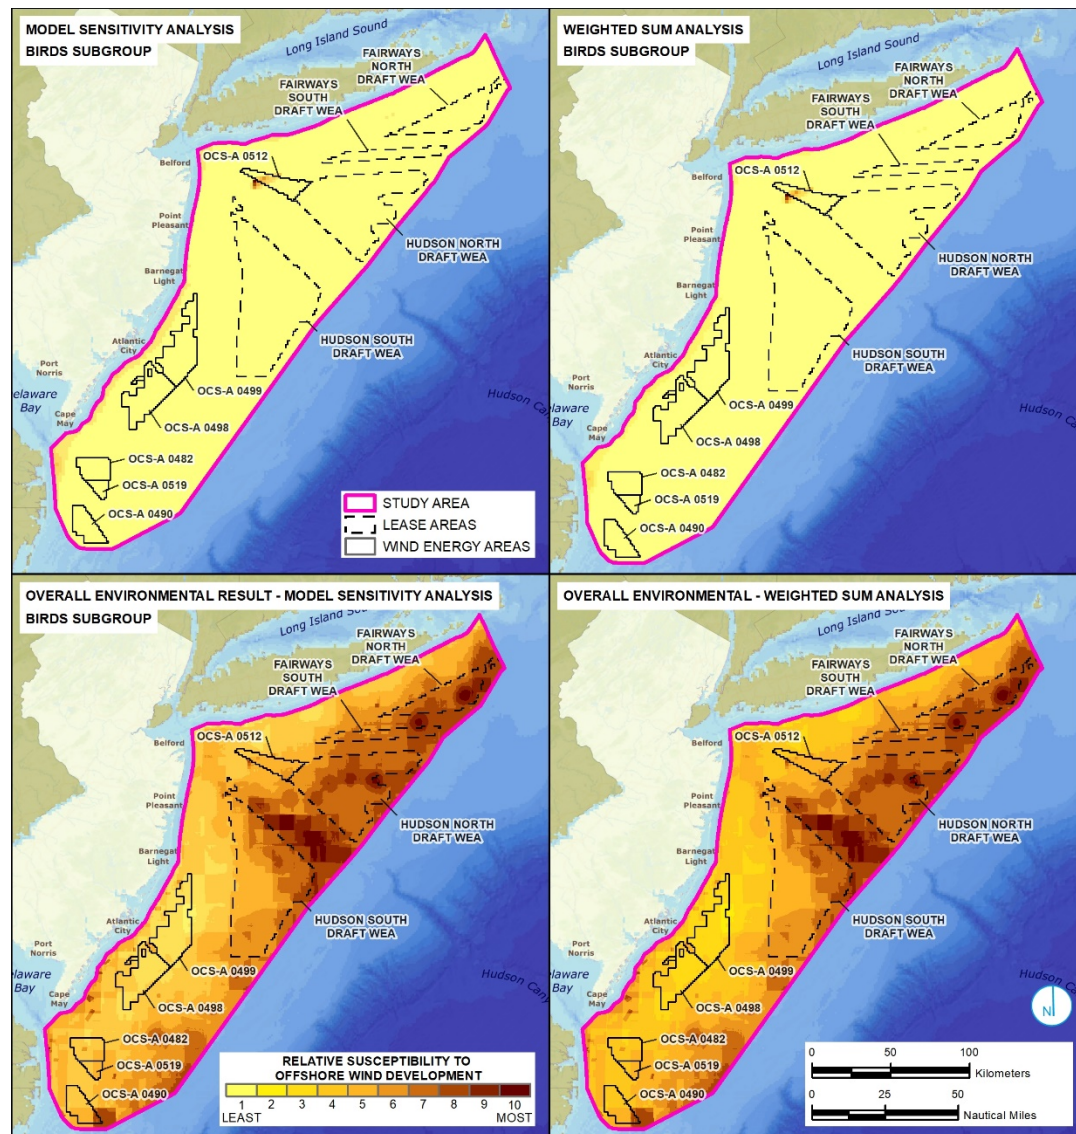 MODEL SENSITIVITY ANALYSIS
BIRDS SUBGROUP
Long Island Sound
FAIRWAYS
NORTH
DRAFT WEA
FAIRWAYS
SOUTH
DRAFT WEA
OCS-A 0512
Belford
Point
Pleasant
HUDSON NORTH
DRAFT WEA
Barnegat
Light
Atlantic
City
HUDSON SOUTH
DRAFT WEA
Port
Norris
OCS-A 0499
elaware
Bay
Cape
May
Hudson Cany
OCS-A 0498
OCS-A 0482
OCS-A 0519
OCS-A 0490
STUDY AREA
LEASE AREAS
WIND ENERGY AREAS
WEIGHTED SUM ANALYSIS
BIRDS SUBGROUP
Long Island Sound
FAIRWAYS
NORTH
DRAFT WEA
FAIRWAYS
SOUTH
DRAFT WEA
OCS-A 0512
Belford
Point
Pleasant
HUDSON NORTH
DRAFT WEA
Barnegat
Light
Atlantic
City
HUDSON SOUTH
DRAFT WEA
Port
Norris
OCS-A 0499
elaware
Bay
Cape
May
Hudson Ca
OCS-A 0498
OCS-A 0482
OCS-A 0519
OCS-A 0490
OVERALL ENVIRONMENTAL RESULT - MODEL SENSITIVITY ANALYSIS
BIRDS SUBGROUP
Long Island Sou
FAIRWAYS
NORTH
DRAFT WEA
FAIRWAYS
SOUTH
DRAFT WEA
OCS-A 0512
Belford
Point
Pleasant
HUDSON NORTH
DRAFT WEA
Barnegat
Light
Atlantic
City
HUDSON SOUTH
DRAFT WEA
Port
Norris
OCS-A 0499
elaware
Bay
Cape
May
Hudson Cany
OCS-A 0498
OCS-A 0482
OCS-A 0519
OCS-A 0490
RELATIVE SUSCEPTIBILITY TO
OFFSHORE WIND DEVELOPMENT
1 2 3 4 5 6 7 8 9 10
LEAST MOST
OVERALL ENVIRONMENTAL - WEIGHTED SUM ANALYSIS
Long Island Sound
FAIRWAYS
NORTH
DRAFT WEA
FAIRWAYS
SOUTH
DRAFT WEA
OCS-A 0512
Belford
Point
Pleasant
HUDSON NORTH
DRAFT WEA
Barnegat
Light
Atlantic
City
HUDSON SOUTH
DRAFT WEA
Port
Norris
OCS-A 0499
elaware
Bay
Cape
May
Hudson Ca
OCS-A 0498
N
OCS-A 0482
OCS-A 0519
OCS-A 0490
0 50 100
Kilometers
0 25 50
Nautical Miles